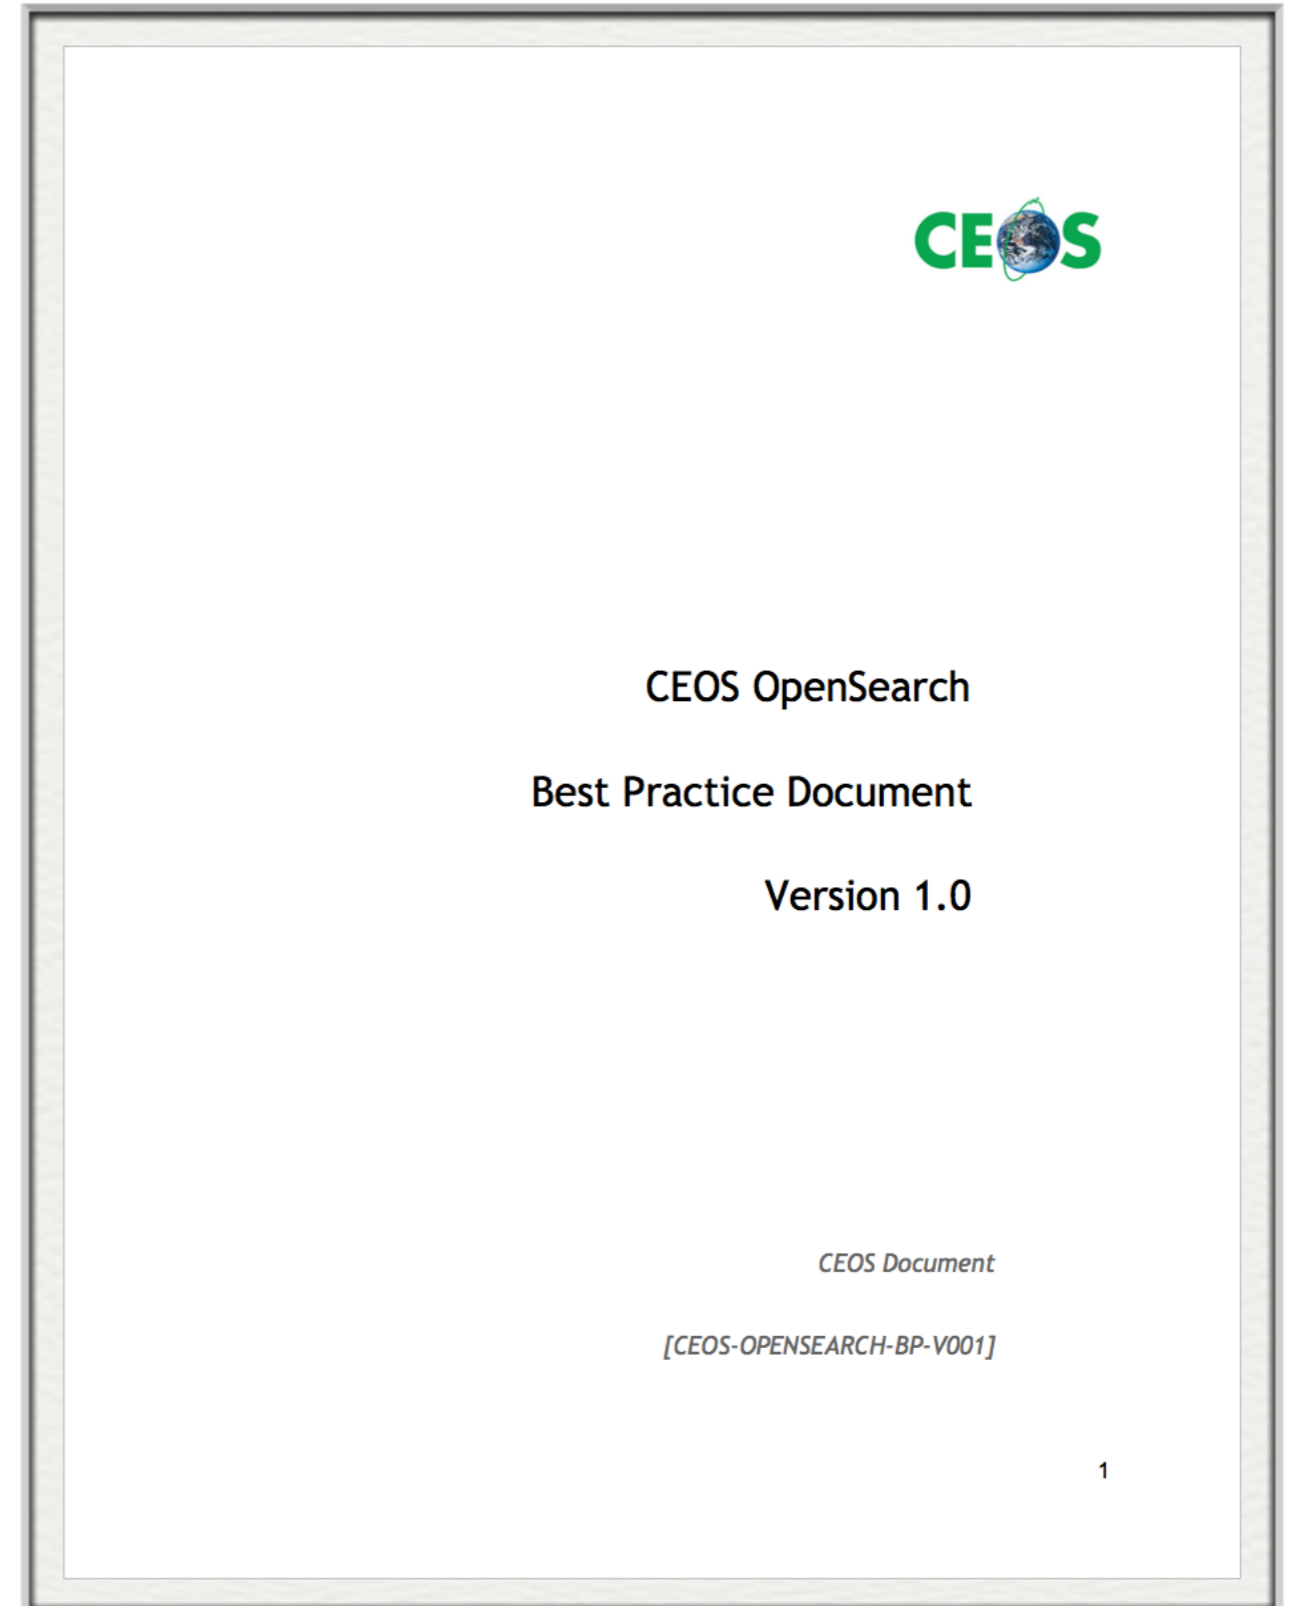 CEOS
CEOS OpenSearch
Best Practice Document
Version 1.0
CEOS Document
[CEOS-OPENSEARCH-BP-V001]
1